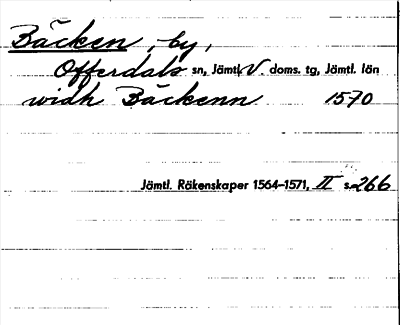 Bäcken, by,
Offerdals sn, Jämtl. V. doms. tg, Jämtl. län
widh Bäckenn 1570
Jämtl. Räkenskaper 1564–1571, II s. 266